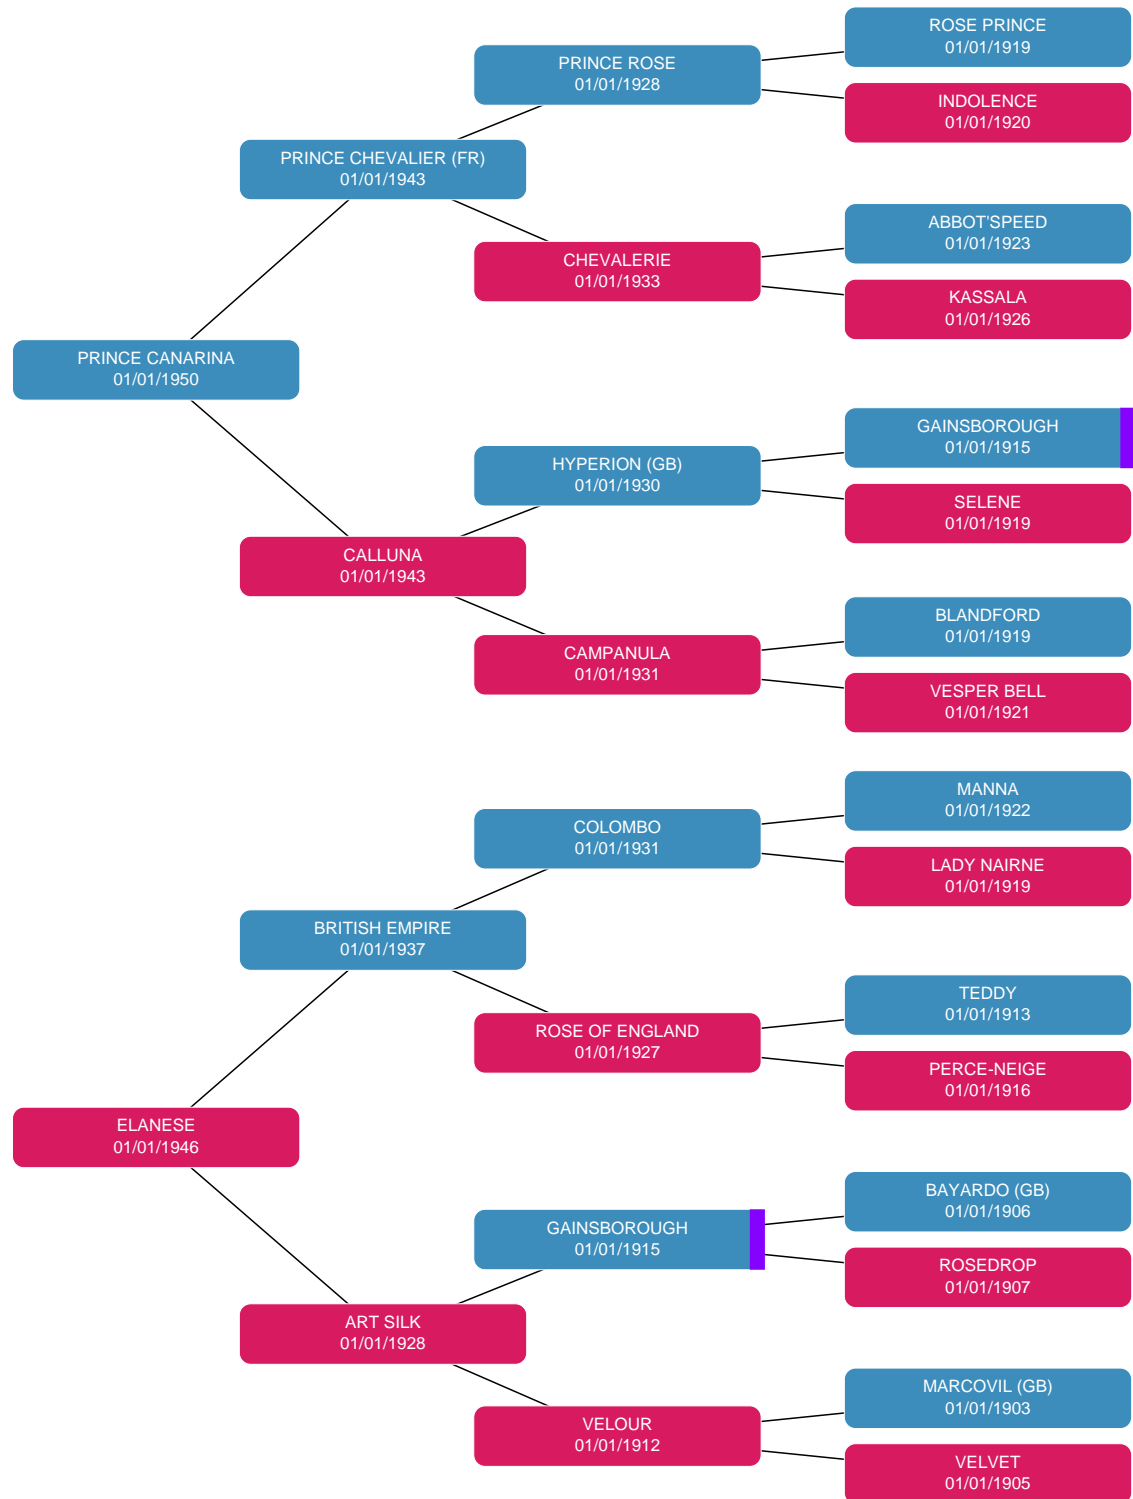 ROSE PRINCE
01/01/1919
PRINCE ROSE
01/01/1928
INDOLENCE
01/01/1920
PRINCE CHEVALIER (FR)
01/01/1943
ABBOT'SPEED
01/01/1923
CHEVALERIE
01/01/1933
KASSALA
01/01/1926
PRINCE CANARINA
01/01/1950
GAINSBOROUGH
01/01/1915
HYPERION (GB)
01/01/1930
SELENE
01/01/1919
CALLUNA
01/01/1943
BLANDFORD
01/01/1919
CAMPANULA
01/01/1931
VESPER BELL
01/01/1921
MANNA
01/01/1922
COLOMBO
01/01/1931
LADY NAIRNE
01/01/1919
BRITISH EMPIRE
01/01/1937
TEDDY
01/01/1913
ROSE OF ENGLAND
01/01/1927
PERCE-NEIGE
01/01/1916
ELANESE
01/01/1946
BAYARDO (GB)
01/01/1906
GAINSBOROUGH
01/01/1915
ROSEDROP
01/01/1907
ART SILK
01/01/1928
MARCOVIL (GB)
01/01/1903
VELOUR
01/01/1912
VELVET
01/01/1905